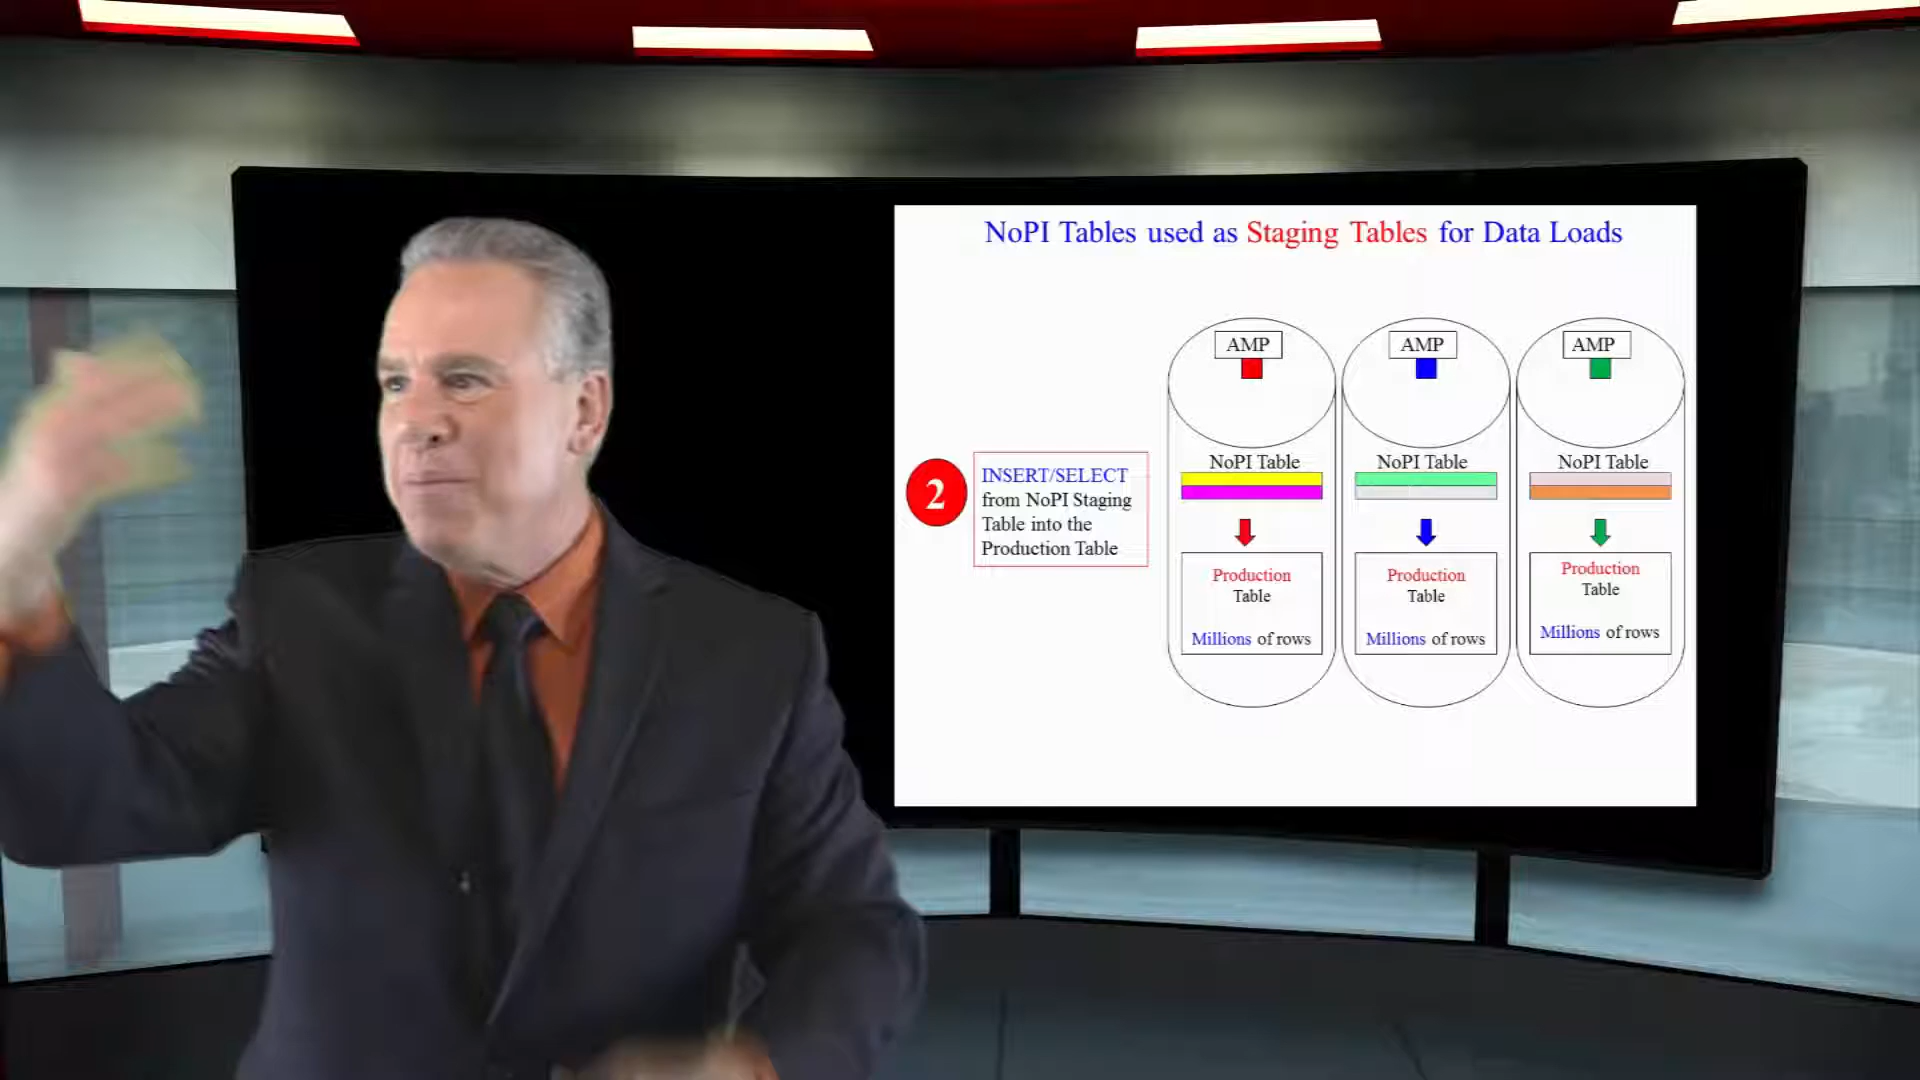 NoPI Tables used as Staging Tables for Data Loads
AMP
AMP
AMP
NoPI Table
NoPI Table
NoPI Table
2
INSERT/SELECT
from NoPI Staging
Table into the
Production Table
Production
Table
Millions of rows
Production
Table
Millions of rows
Production
Table
Millions of rows